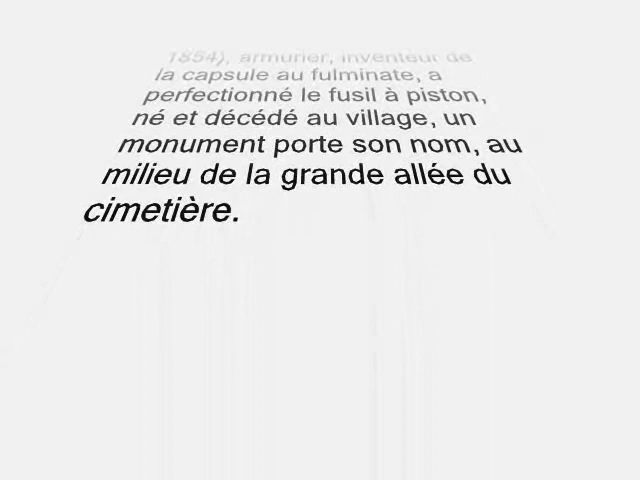 1854), armurier, inventeur de
la capsule au fulminate, a
perfectionné le fusil à piston,
né et décédé au village, un
monument porte son nom, au
milieu de la grande allée du
cimetière.